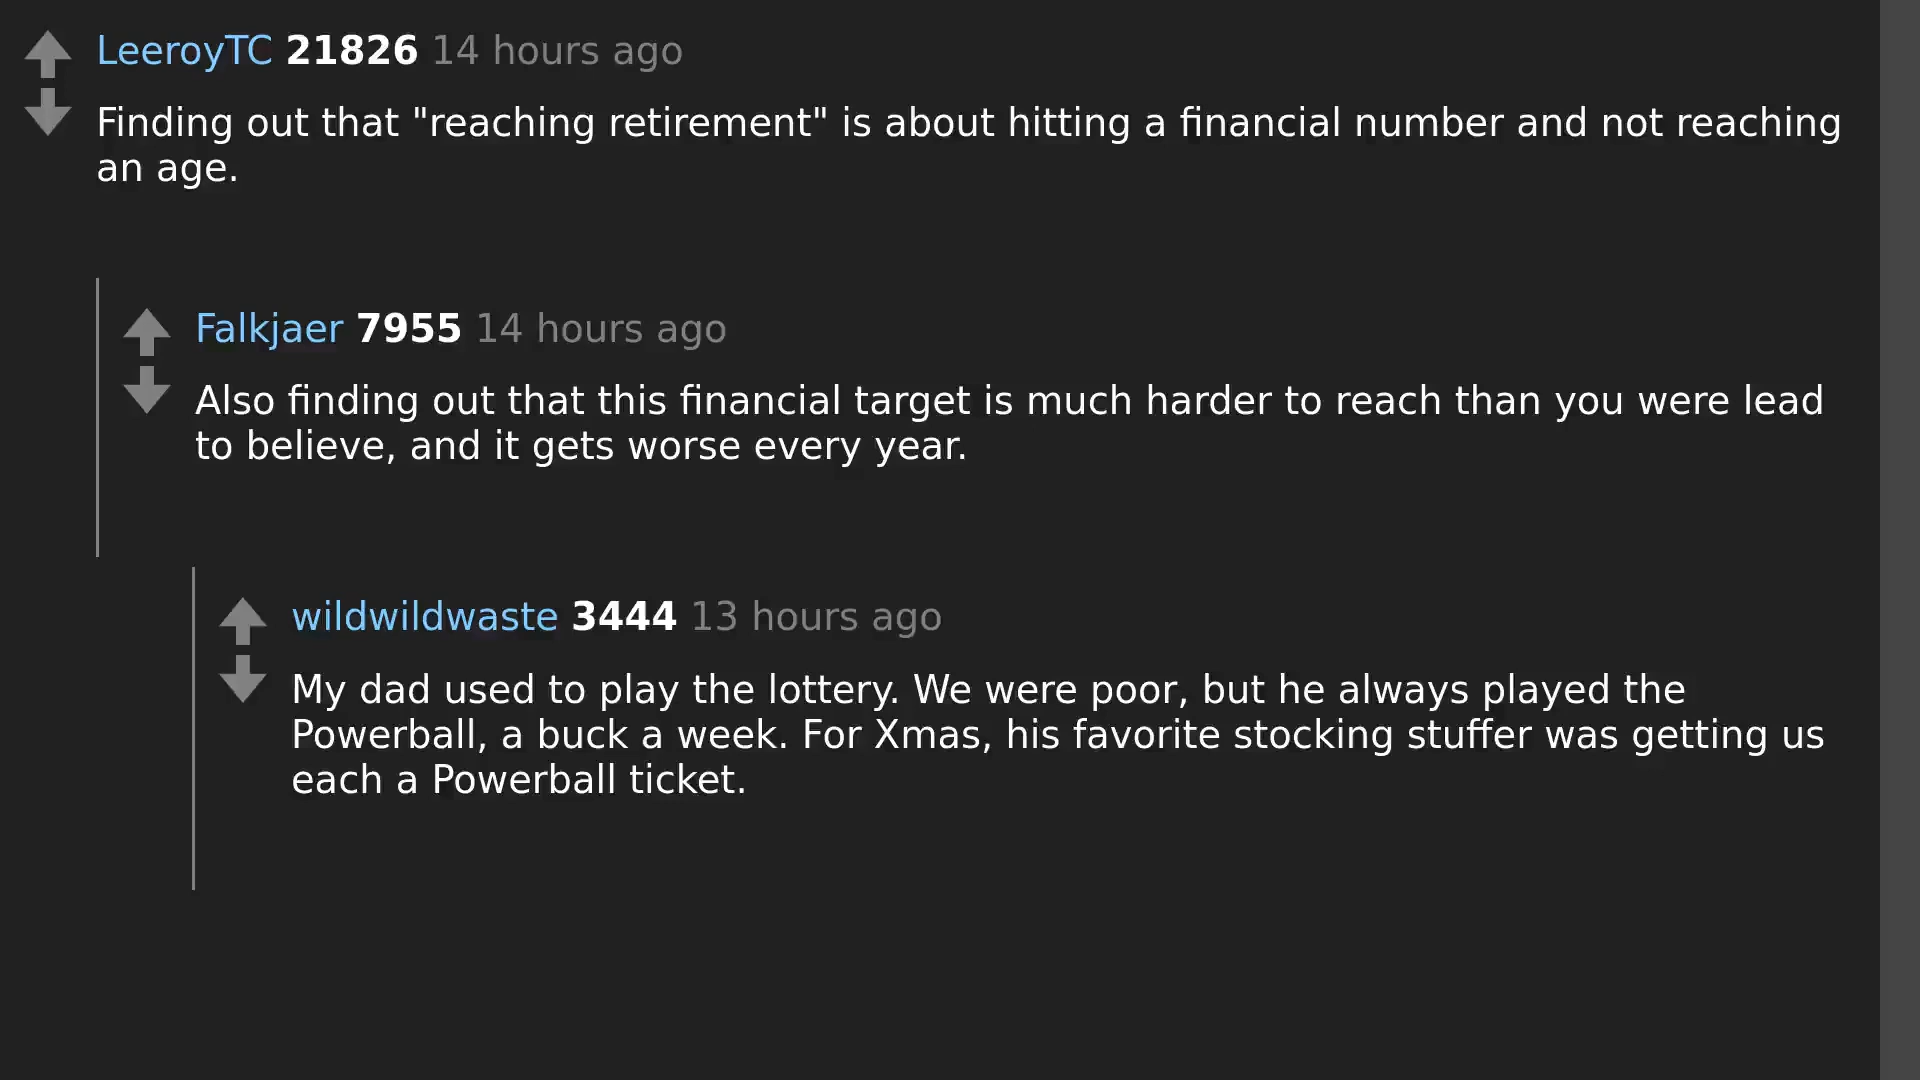 LeeroyTC 21826 14 hours ago
Finding out that "reaching retirement" is about hitting a financial number and not reaching
an age.
Falkjaer 7955 14 hours ago
Also finding out that this financial target is much harder to reach than you were lead
to believe, and it gets worse every year.
wildwildwaste 3444 13 hours ago
My dad used to play the lottery. We were poor, but he always played the
Powerball, a buck a week. For Xmas, his favorite stocking stuffer was getting us
each a Powerball ticket.